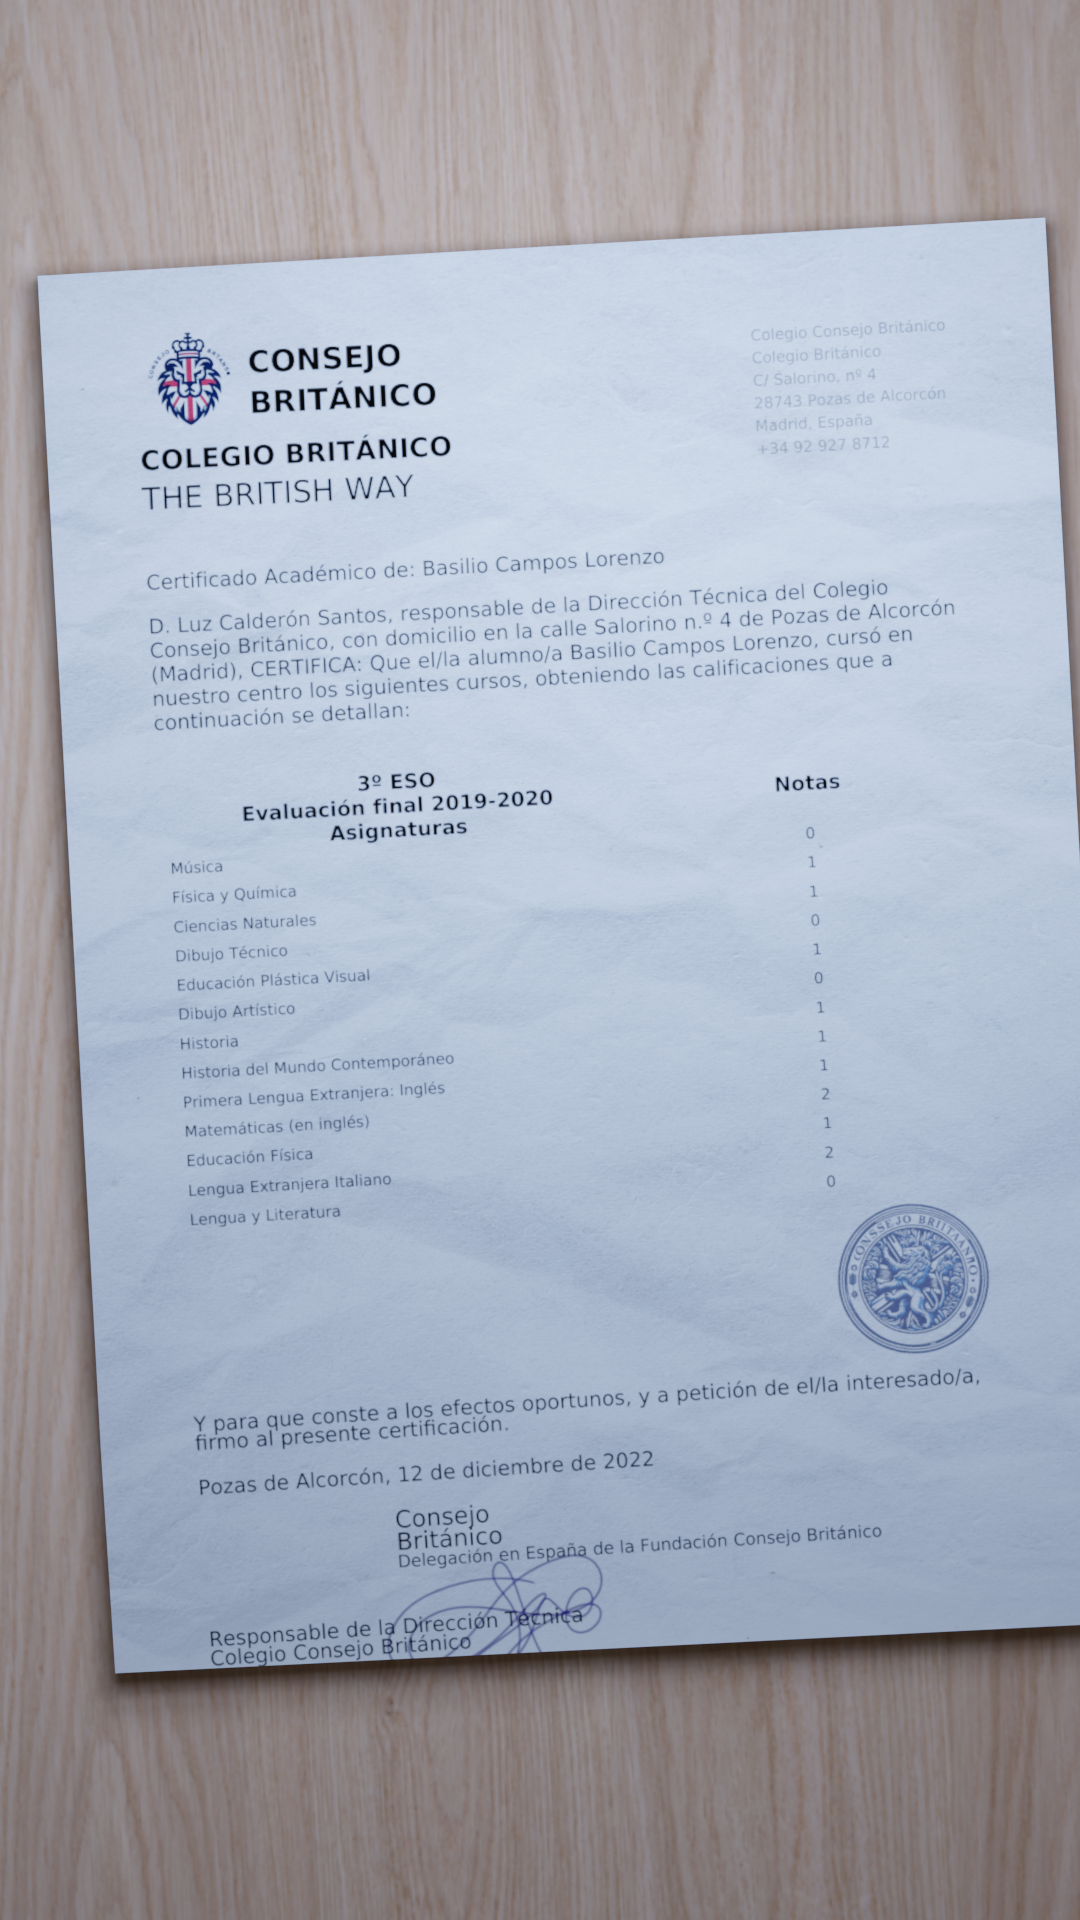 CONSEJO
BRITÁNICO
COLEGIO BRITÁNICO
THE BRITISH WAY
Colegio Consejo Británico
Colegio Británico
C/ Salorino, nº 4
28743 Pozas de Alcorcón
Madrid, España
+34 92 927 8712
Certificado Académico de: Basilio Campos Lorenzo
D. Luz Calderón Santos, responsable de la Dirección Técnica del Colegio
Consejo Británico, con domicilio en la calle Salorino n.º 4 de Pozas de Alcorcón
(Madrid), CERTIFICA: Que el/la alumno/a Basilio Campos Lorenzo, cursó en
nuestro centro los siguientes cursos, obteniendo las calificaciones que a
continuación se detallan:
3º ESO
Evaluación final 2019-2020
Asignaturas
Notas
Música 0
Física y Química 1
Ciencias Naturales 1
Dibujo Técnico 0
Educación Plástica Visual 1
Dibujo Artístico 0
Historia 1
Historia del Mundo Contemporáneo 1
Primera Lengua Extranjera: Inglés 1
Matemáticas (en inglés) 2
Educación Física 1
Lengua Extranjera Italiano 2
Lengua y Literatura 0
Y para que conste a los efectos oportunos, y a petición de el/la interesado/a,
firmo al presente certificación.
Pozas de Alcorcón, 12 de diciembre de 2022
Consejo
Británico
Delegación en España de la Fundación Consejo Británico
Responsable de la Dirección Técnica
Colegio Consejo Británico